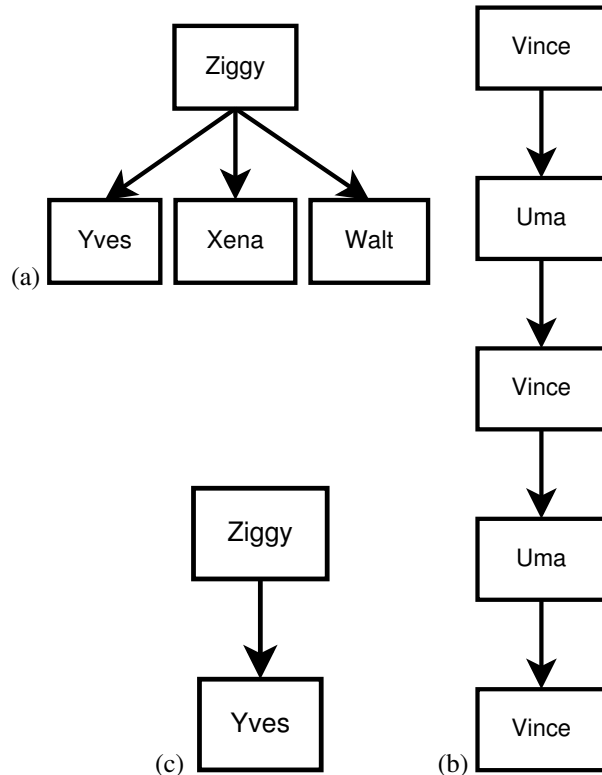 Ziggy
Yves Xena Walt
(a)
Vince
Uma
Vince
Uma
Vince
(b)
Ziggy
Yves
(c)